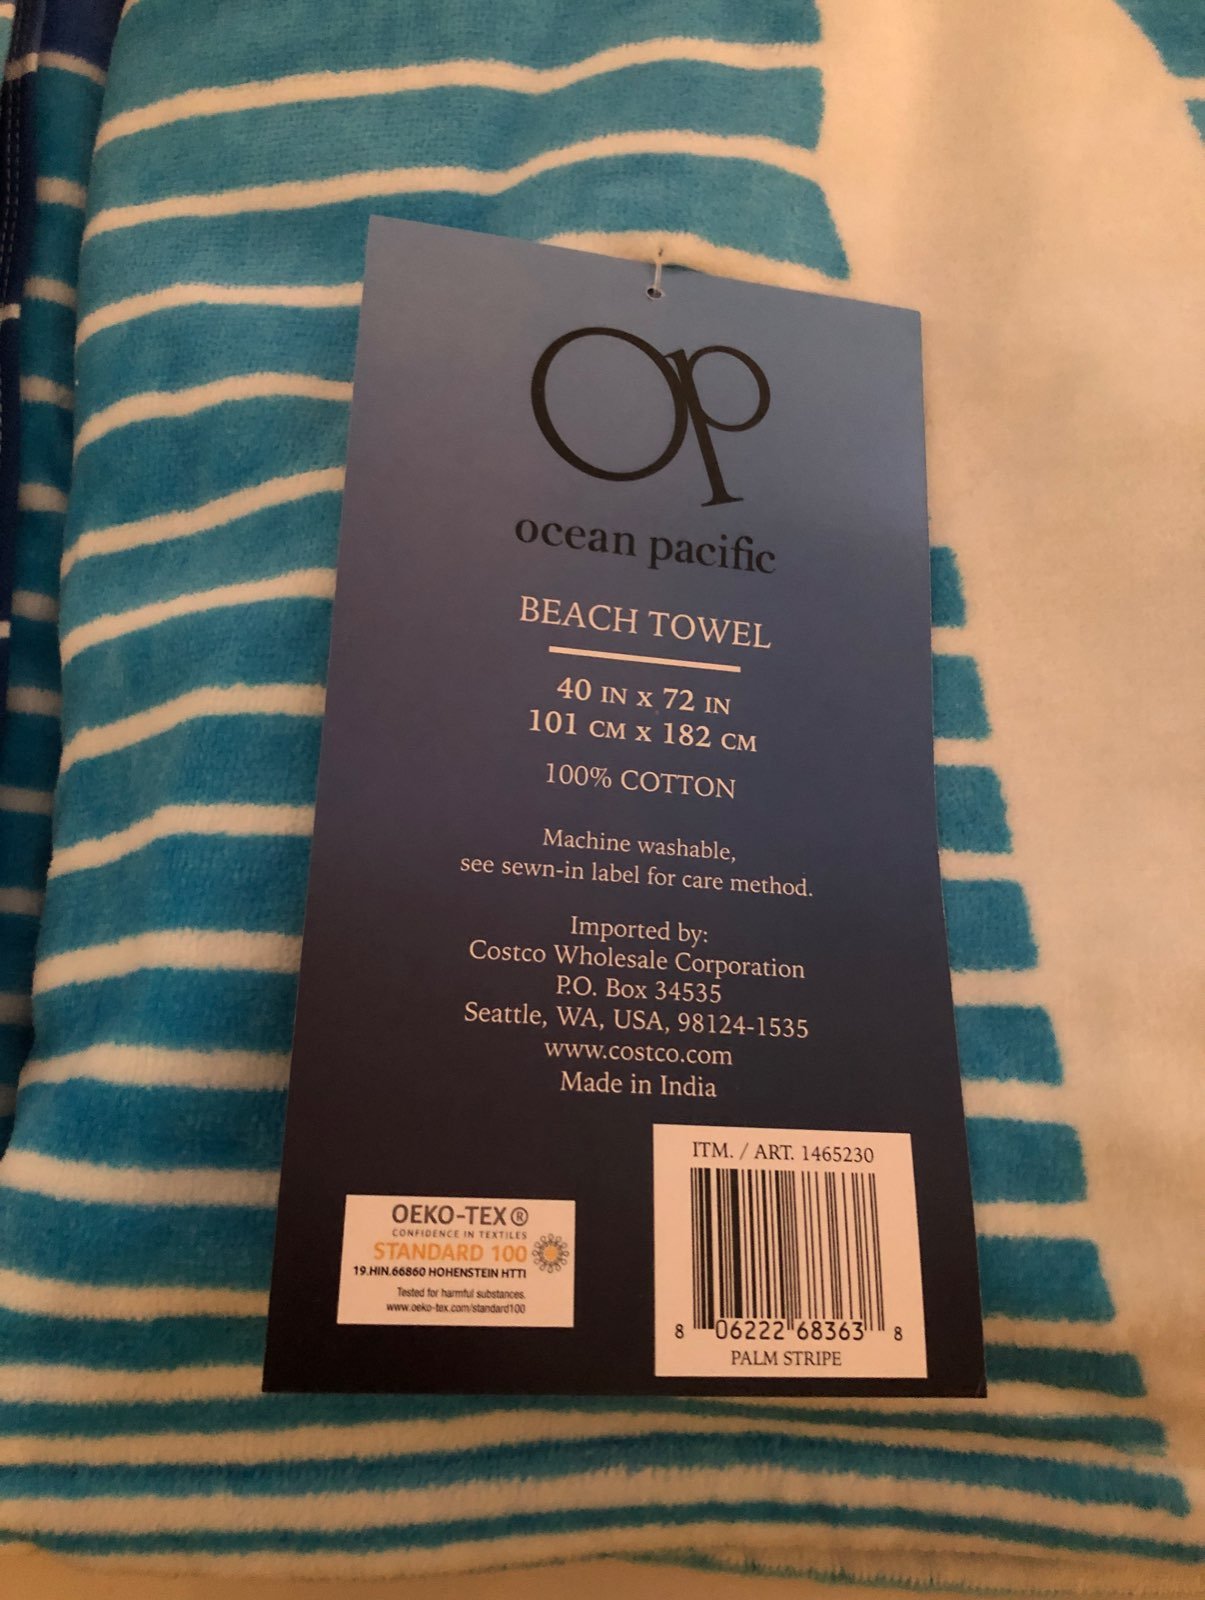 OP
ocean pacific
BEACH TOWEL
40 IN X 72 IN
101 CM X 182 CM
100% COTTON
Machine washable,
see sewn-in label for care method.
Imported by:
Costco Wholesale Corporation
P.O. Box 34535
Seattle, WA, USA, 98124-1535
www.costco.com
Made in India
OEKO-TEX®
CONFIDENCE IN TEXTILES
STANDARD 100
19.HIN.66860 HOHENSTEIN HTTI
Tested for harmful substances.
www.oeko-tex.com/standard100
ITM. / ART. 1465230
8 06222 68363 8
PALM STRIPE